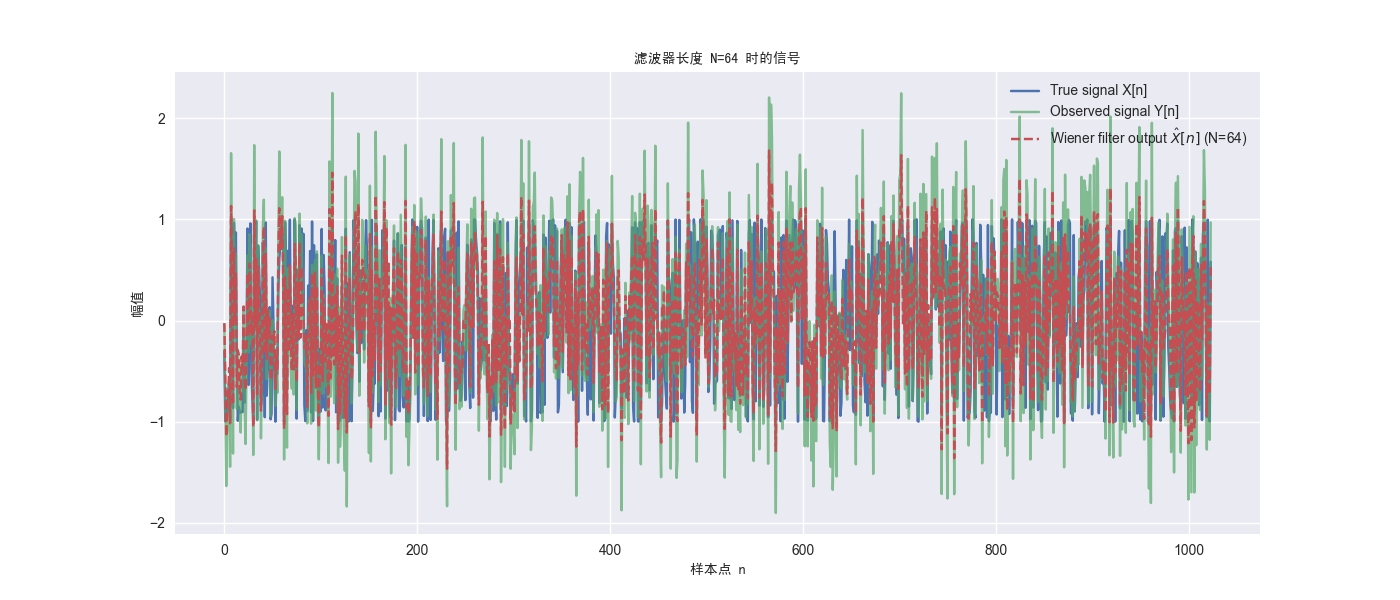 滤波器长度 N=64 时的信号
True signal X[n]
Observed signal Y[n]
Wiener filter output X̂[n] (N=64)
幅值
2
1
0
−1
−2
0 200 400 600 800 1000
样本点 n